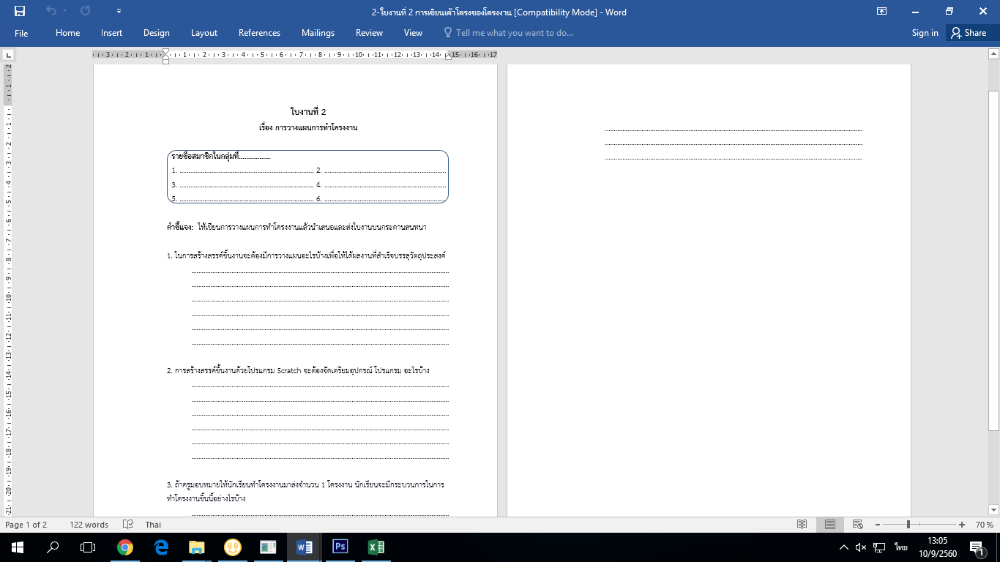 2-ใบงานที่ 2 การเขียนเค้าโครงของโครงงาน [Compatibility Mode] - Word
File Home Insert Design Layout References Mailings Review View Tell me what you want to do... Sign in Share
3 2 1 1 2 3 4 5 6 7 8 9 10 11 12 13 14 15 16 17
ใบงานที่ 2
เรื่อง การวางแผนการทำโครงงาน
รายชื่อสมาชิกในกลุ่มที่.................
1. ........................................ 2. ........................................
3. ........................................ 4. ........................................
5. ........................................ 6. ........................................
คำชี้แจง: ให้เขียนการวางแผนการทำโครงงานแล้วนำเสนอและส่งใบงานบนกระดานสนทนา
1. ในการสร้างสรรค์ชิ้นงานจะต้องมีการวางแผนอะไรบ้างเพื่อให้ได้ผลงานที่สำเร็จบรรลุวัตถุประสงค์
2. การสร้างสรรค์ชิ้นงานด้วยโปรแกรม Scratch จะต้องจัดเตรียมอุปกรณ์ โปรแกรม อะไรบ้าง
3. ถ้าครูมอบหมายให้นักเรียนทำโครงงานมาส่งจำนวน 1 โครงงาน นักเรียนจะมีกระบวนการในการ
ทำโครงงานชิ้นนี้อย่างไรบ้าง
Page 1 of 2 122 words Thai 70 %
ไทย 13:05
10/9/2560 1